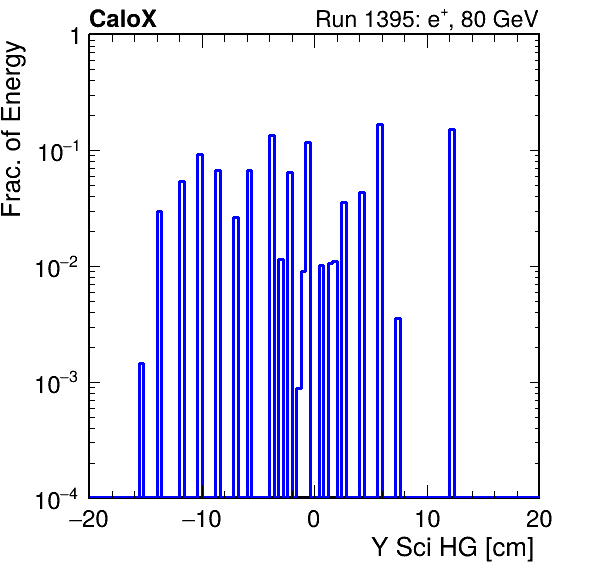 CaloX Run 1395: e⁺, 80 GeV
Frac. of Energy
1
10⁻¹
10⁻²
10⁻³
10⁻⁴
−20 −10 0 10 20
Y Sci HG [cm]